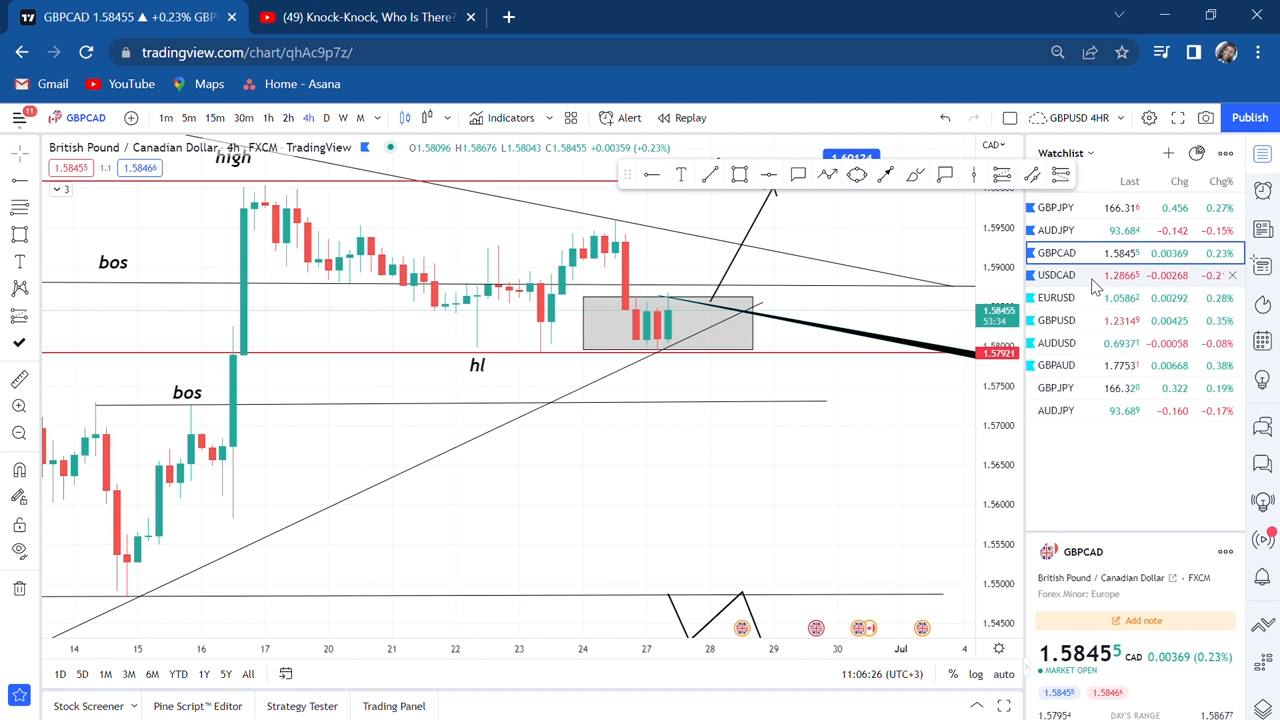 GBPCAD 1.58455 ▲ +0.23% GBP
(49) Knock-Knock, Who Is There?
tradingview.com/chart/qhAc9p7z/
Gmail
YouTube
Maps
Home - Asana
11
GBPCAD
1m 5m 15m 30m 1h 2h 4h D W M
Indicators
Alert
Replay
GBPUSD 4HR
Publish
British Pound / Canadian Dollar, 4h, FXCM, TradingView
O1.58096 H1.58676 L1.58043 C1.58455 +0.00359 (+0.23%)
1.58455
1.1
1.58466
3
high
bos
bos
hl
CAD
1.60124
1.59500
1.59000
1.58455
53:34
1.57921
1.57500
1.57000
1.56500
1.56000
1.55500
1.55000
1.54500
14 15 16 17 20 21 22 23 24 26 27 28 29 30 Jul 4
1D 5D 1M 3M 6M YTD 1Y 5Y All
11:06:26 (UTC+3)
% log auto
Stock Screener
Pine Script™ Editor
Strategy Tester
Trading Panel
Watchlist
Last Chg Chg%
GBPJPY 166.316 0.456 0.27%
AUDJPY 93.684 −0.142 −0.15%
GBPCAD 1.58455 0.00369 0.23%
USDCAD 1.28665 −0.00268
EURUSD 1.05862 0.00292 0.28%
GBPUSD 1.23149 0.00425 0.35%
AUDUSD 0.69371 −0.00058 −0.08%
GBPAUD 1.77531 0.00668 0.38%
GBPJPY 166.320 0.322 0.19%
AUDJPY 93.689 −0.160 −0.17%
GBPCAD
British Pound / Canadian Dollar • FXCM
Forex Minor: Europe
Add note
1.58455 CAD 0.00369 (0.23%)
MARKET OPEN
1.58455
1.58466
1.57954 DAY'S RANGE 1.58677